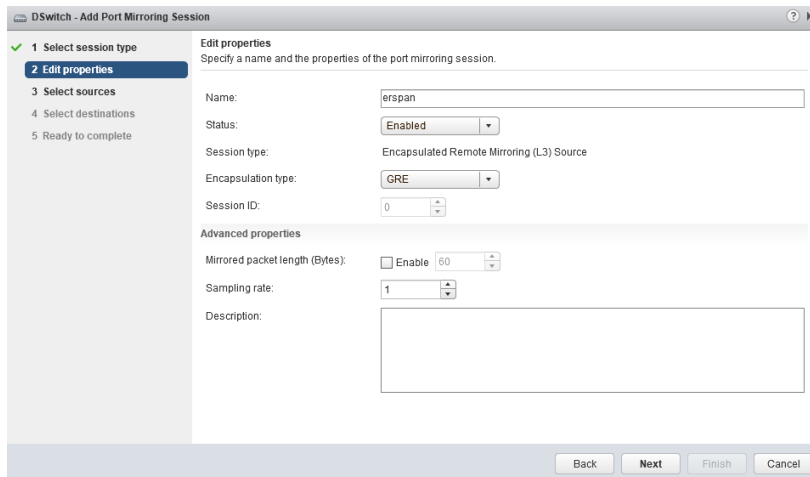 DSwitch - Add Port Mirroring Session
?
1 Select session type
2 Edit properties
3 Select sources
4 Select destinations
5 Ready to complete
Edit properties
Specify a name and the properties of the port mirroring session.
Name: erspan
Status: Enabled
Session type: Encapsulated Remote Mirroring (L3) Source
Encapsulation type: GRE
Session ID: 0
Advanced properties
Mirrored packet length (Bytes): Enable 60
Sampling rate: 1
Description:
Back Next Finish Cancel